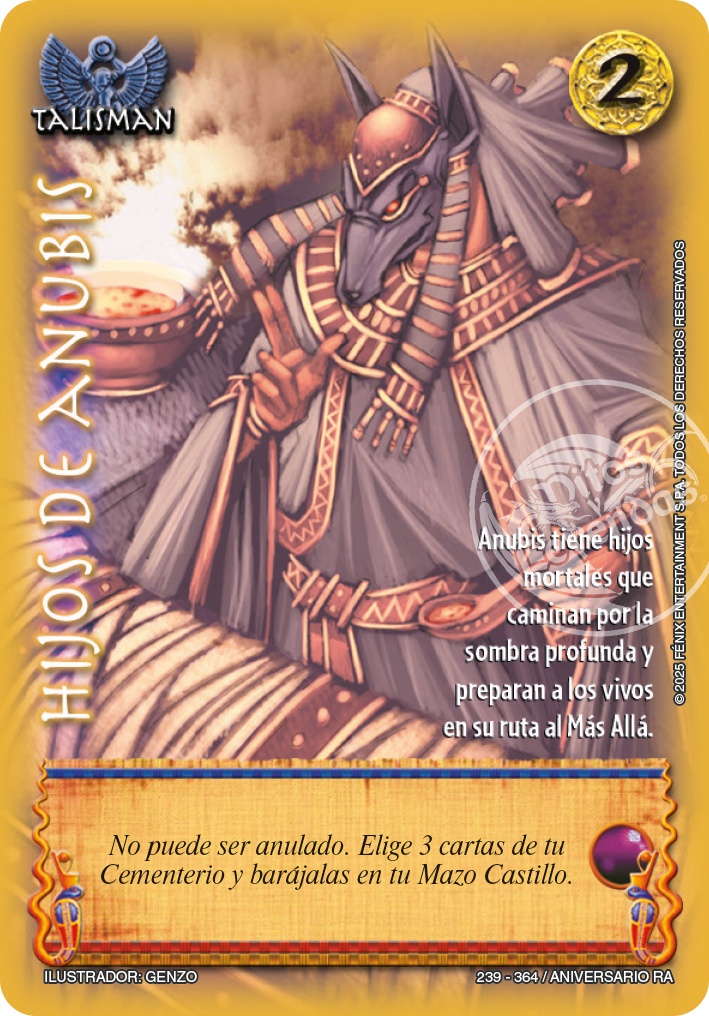 TALISMAN
2
HIJOS DE ANUBIS
Anubis tiene hijos
mortales que
caminan por la
sombra profunda y
preparan a los vivos
en su ruta al Más Allá.
©2025 FÉNIX ENTERTAINMENT S.P.A. TODOS LOS DERECHOS RESERVADOS
Mitos y
Leyendas
No puede ser anulado. Elige 3 cartas de tu
Cementerio y barájalas en tu Mazo Castillo.
ILUSTRADOR: GENZO
239 - 364 / ANIVERSARIO RA